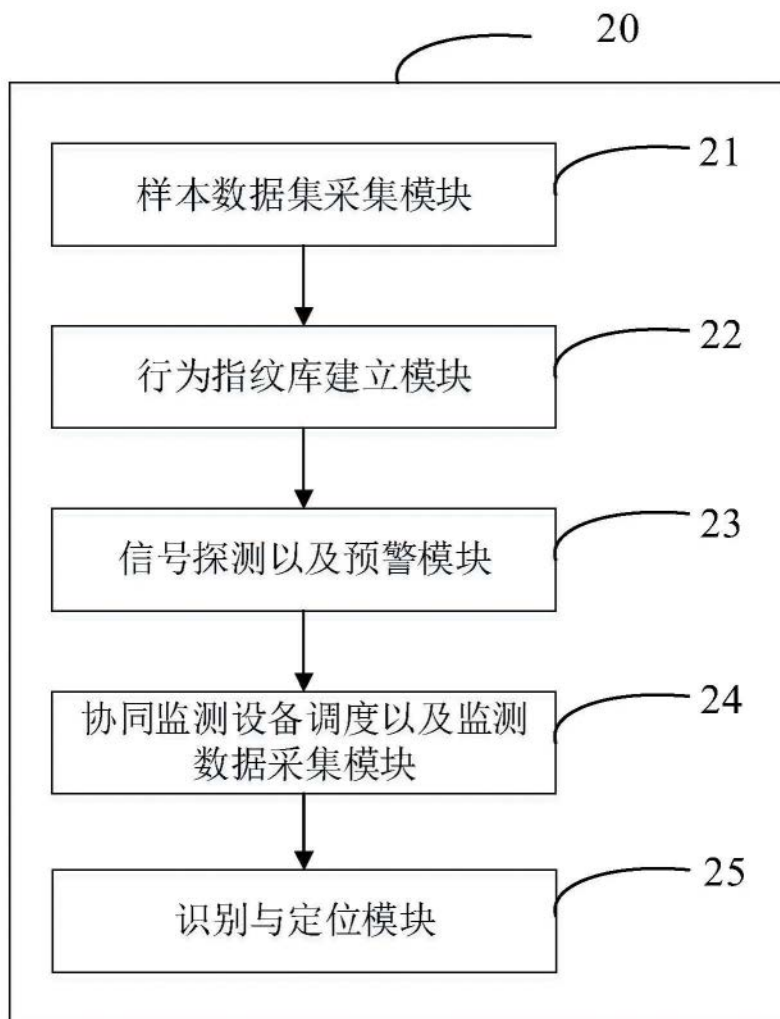 20
样本数据集采集模块
21
行为指纹库建立模块
22
信号探测以及预警模块
23
协同监测设备调度以及监测
数据采集模块
24
识别与定位模块
25